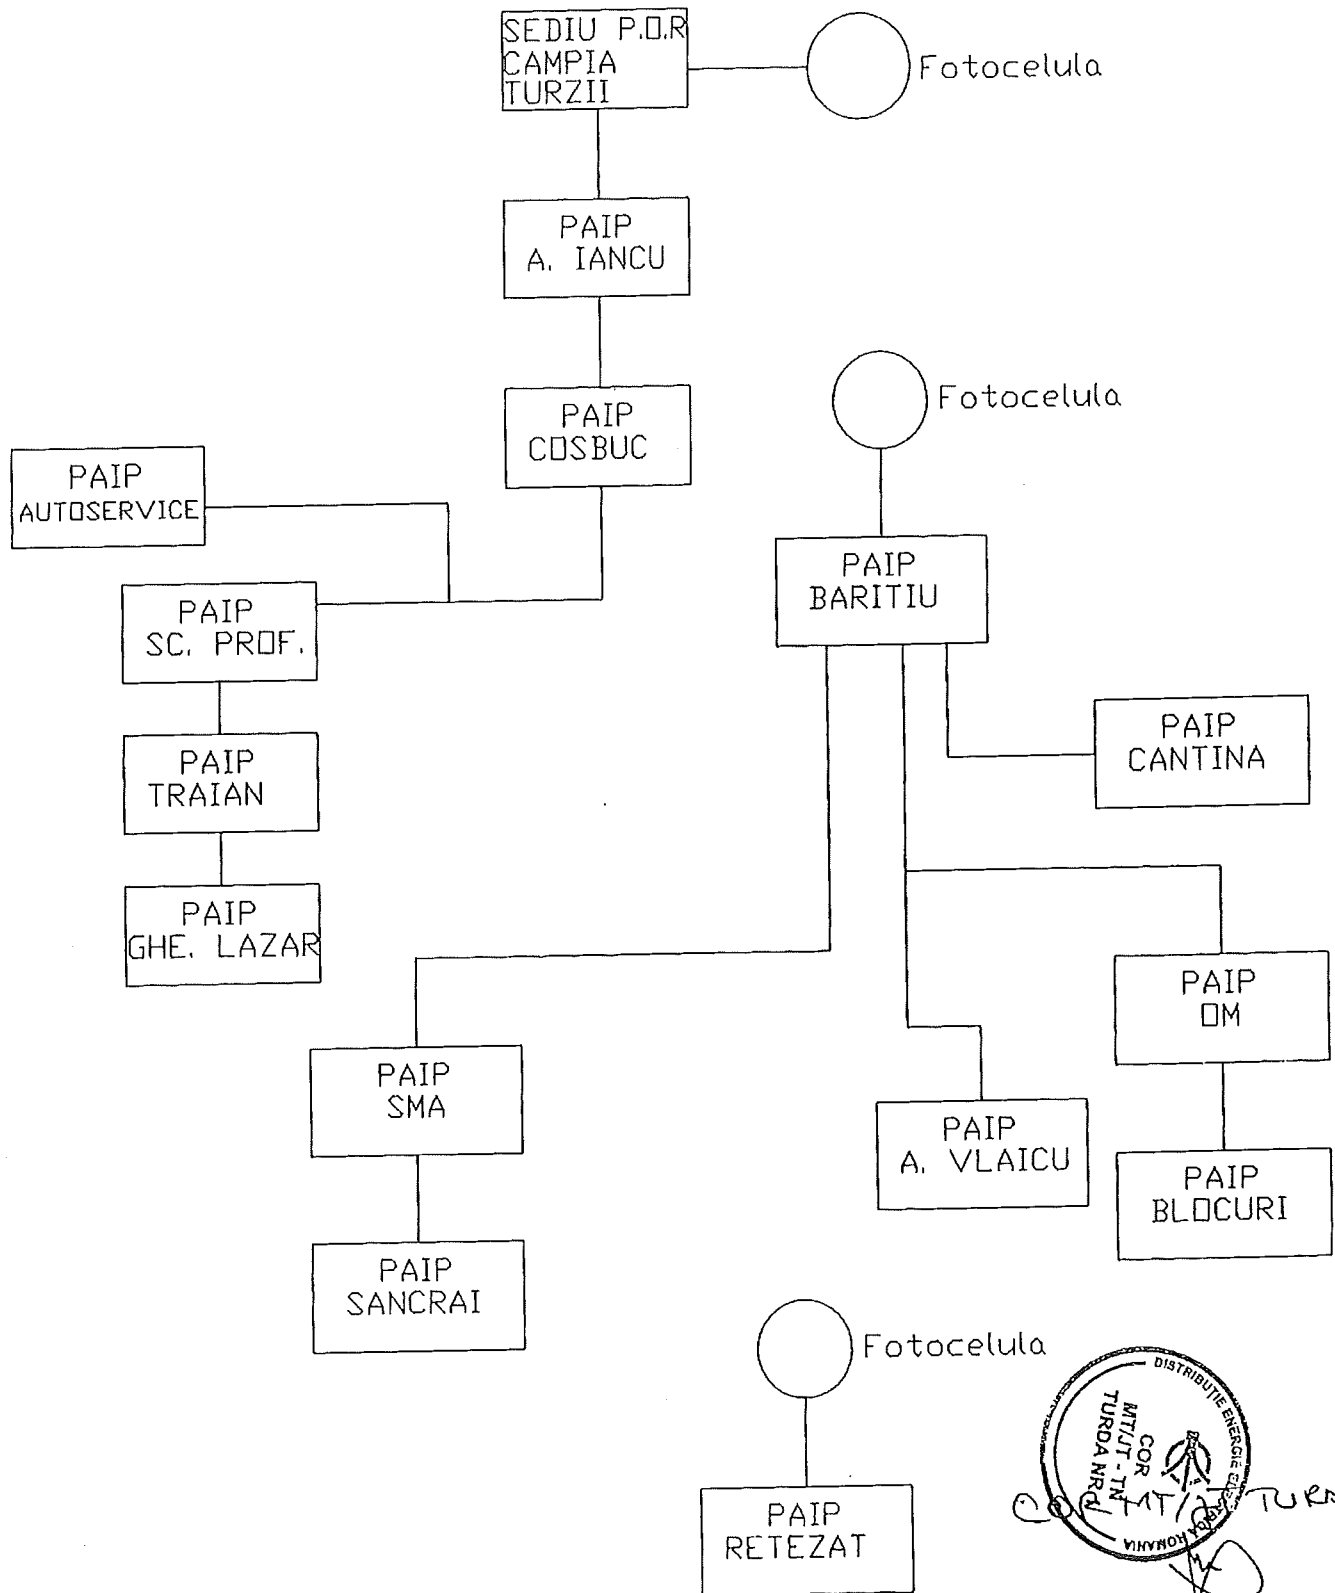 SEDIU P.O.R
CAMPIA
TURZII
Fotocelula
PAIP
A. IANCU
PAIP
COSBUC
Fotocelula
PAIP
AUTOSERVICE
PAIP
SC. PROF.
PAIP
BARITIU
PAIP
TRAIAN
PAIP
CANTINA
PAIP
GHE. LAZAR
PAIP
OM
PAIP
SMA
PAIP
A. VLAICU
PAIP
BLOCURI
PAIP
SANCRAI
Fotocelula
PAIP
RETEZAT
DISTRIBUȚIE ENERGIE
ROMANIA
COR
MT/JT - TN
TURDA